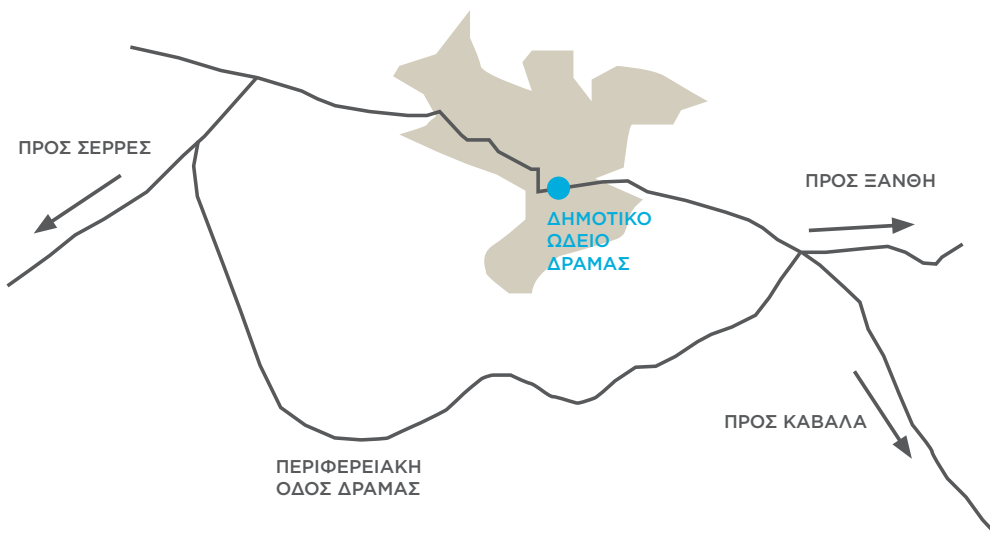 ΠΡΟΣ ΣΕΡΡΕΣ
ΠΡΟΣ ΞΑΝΘΗ
ΔΗΜΟΤΙΚΟ
ΩΔΕΙΟ
ΔΡΑΜΑΣ
ΠΡΟΣ ΚΑΒΑΛΑ
ΠΕΡΙΦΕΡΕΙΑΚΗ
ΟΔΟΣ ΔΡΑΜΑΣ